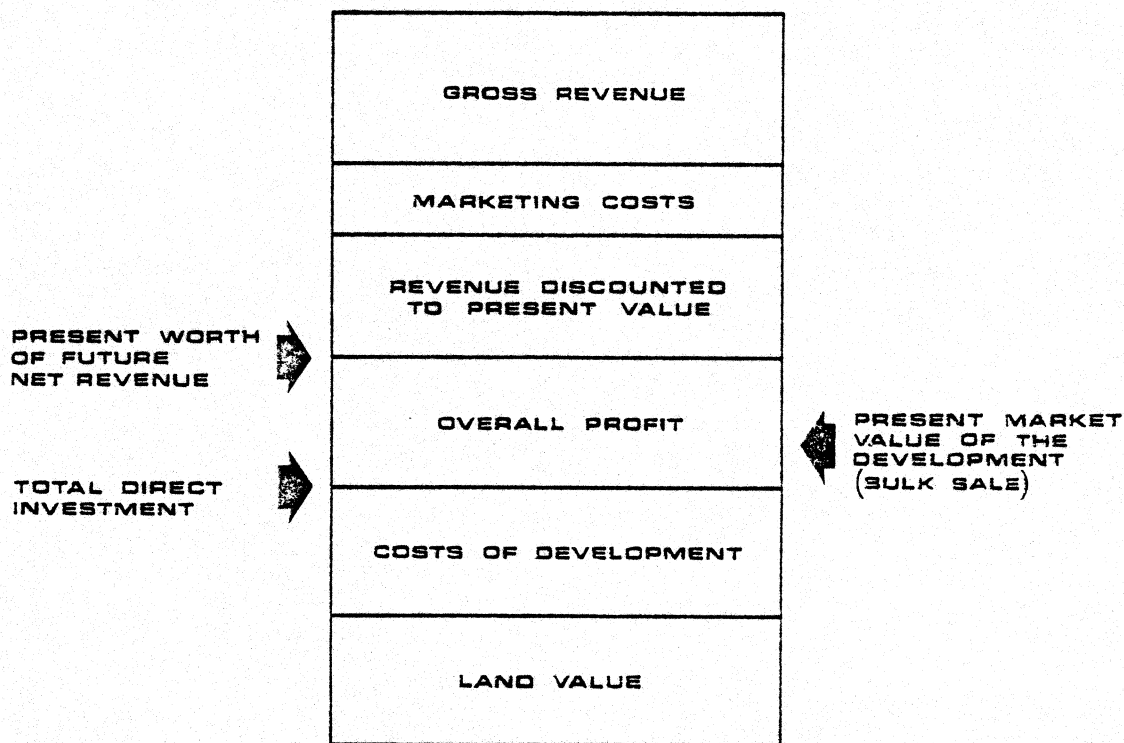 GROSS REVENUE
MARKETING COSTS
REVENUE DISCOUNTED
TO PRESENT VALUE
PRESENT WORTH
OF FUTURE
NET REVENUE
OVERALL PROFIT
PRESENT MARKET
VALUE OF THE
DEVELOPMENT
(BULK SALE)
TOTAL DIRECT
INVESTMENT
COSTS OF DEVELOPMENT
LAND VALUE